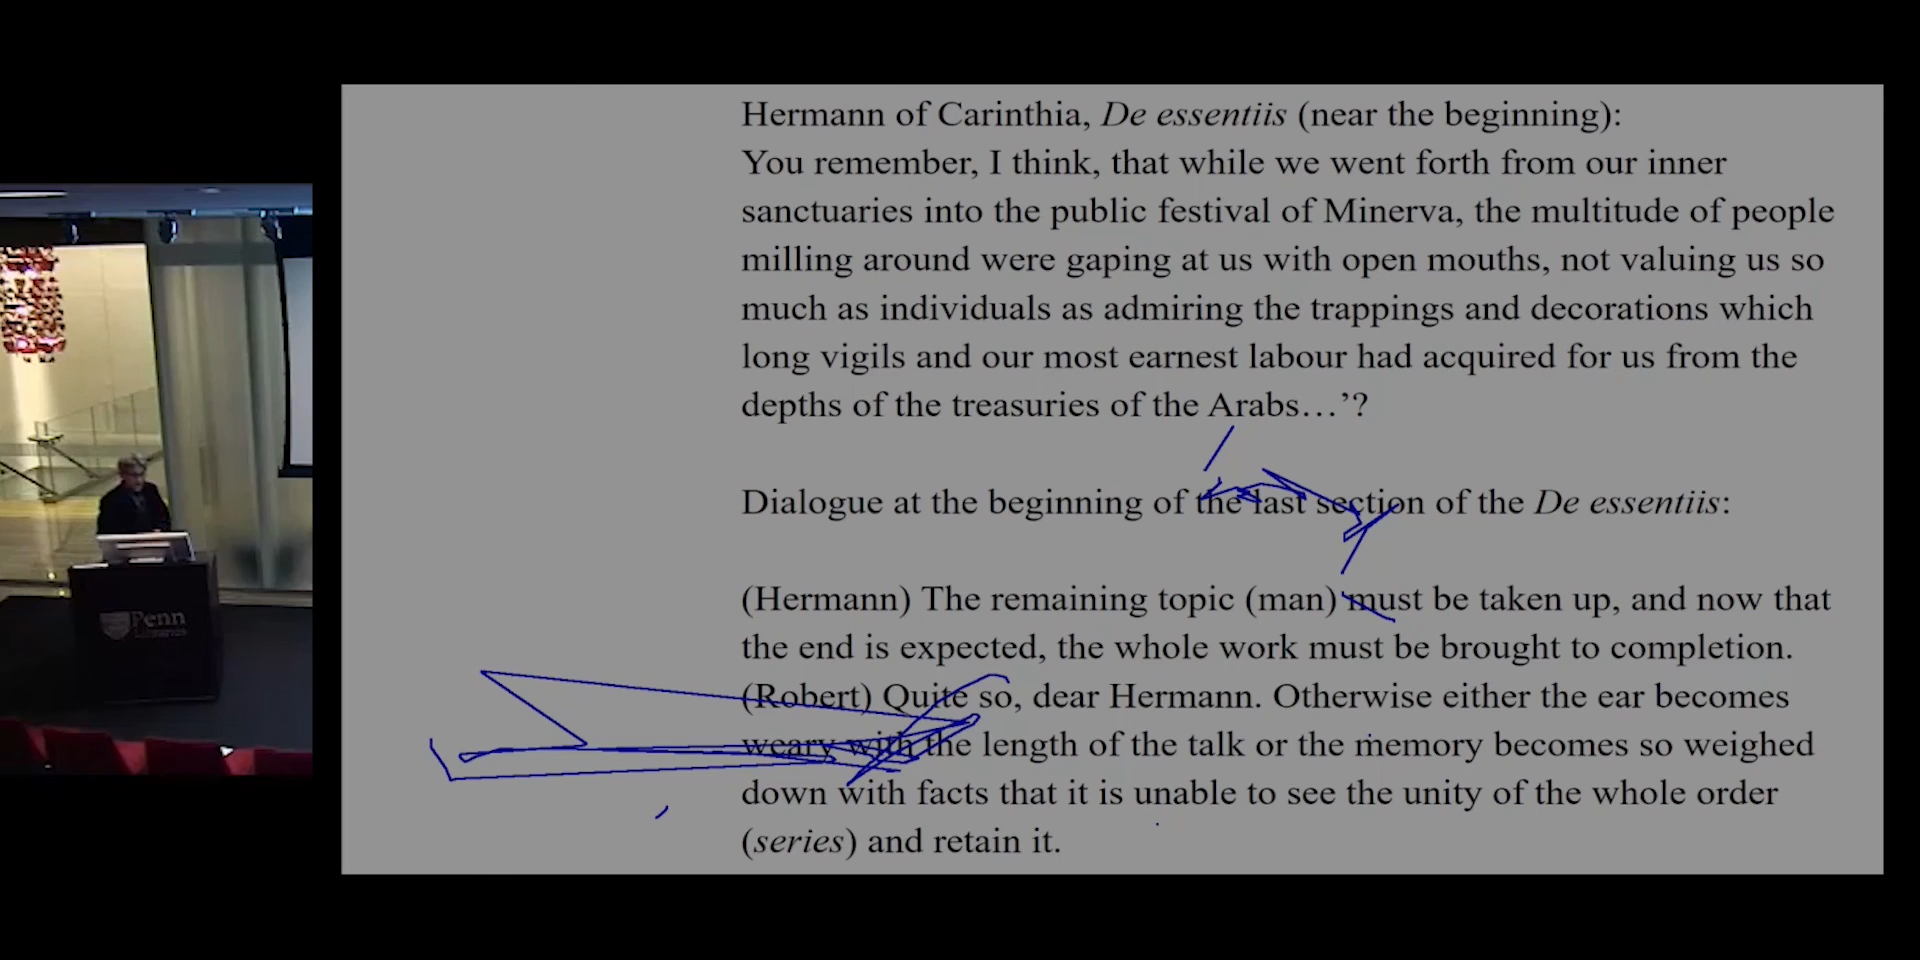 Hermann of Carinthia, De essentiis (near the beginning):
You remember, I think, that while we went forth from our inner
sanctuaries into the public festival of Minerva, the multitude of people
milling around were gaping at us with open mouths, not valuing us so
much as individuals as admiring the trappings and decorations which
long vigils and our most earnest labour had acquired for us from the
depths of the treasuries of the Arabs…’?
Dialogue at the beginning of the last section of the De essentiis:
(Hermann) The remaining topic (man) must be taken up, and now that
the end is expected, the whole work must be brought to completion.
(Robert) Quite so, dear Hermann. Otherwise either the ear becomes
weary with the length of the talk or the memory becomes so weighed
down with facts that it is unable to see the unity of the whole order
(series) and retain it.
Penn
Libraries